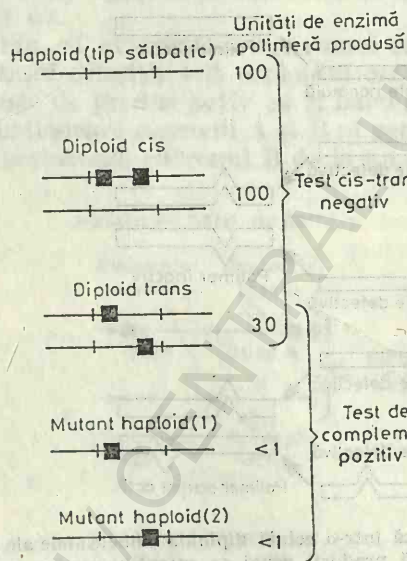 Unități de enzimă
Haploid (tip sălbatic) polimeră produsă
100
Diploid cis
100
Test cis-tran
negativ
Diploid trans
30
Mutant haploid (1)
<1
Test de
complem
pozitiv
Mutant haploid (2)
<1